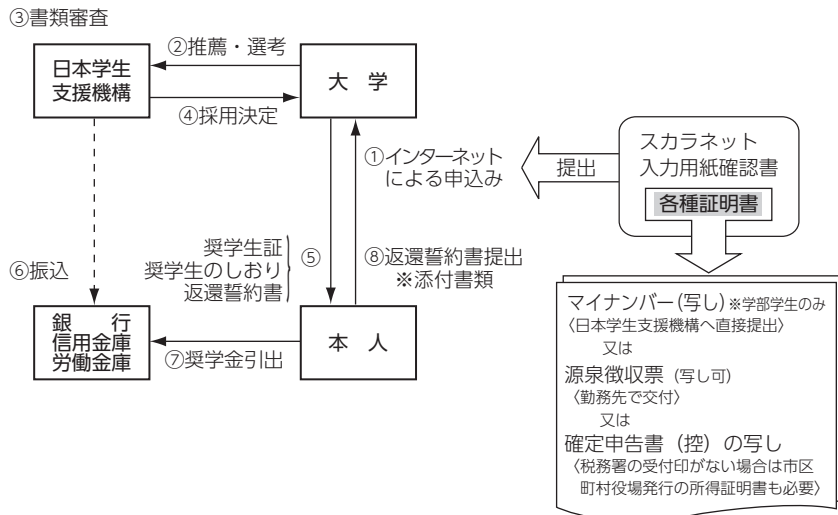 ③書類審査
②推薦・選考
日本学生
支援機構
大　学
④採用決定
①インターネット
による申込み
提出
スカラネット
入力用紙確認書
各種証明書
奨学生証
奨学生のしおり
返還誓約書
⑤
⑧返還誓約書提出
※添付書類
⑥振込
銀　　行
信用金庫
労働金庫
⑦奨学金引出
本　人
マイナンバー(写し)※学部学生のみ
〈日本学生支援機構へ直接提出〉
又は
源泉徴収票（写し可）
〈勤務先で交付〉
又は
確定申告書（控）の写し
〈税務署の受付印がない場合は市区
町村役場発行の所得証明書も必要〉